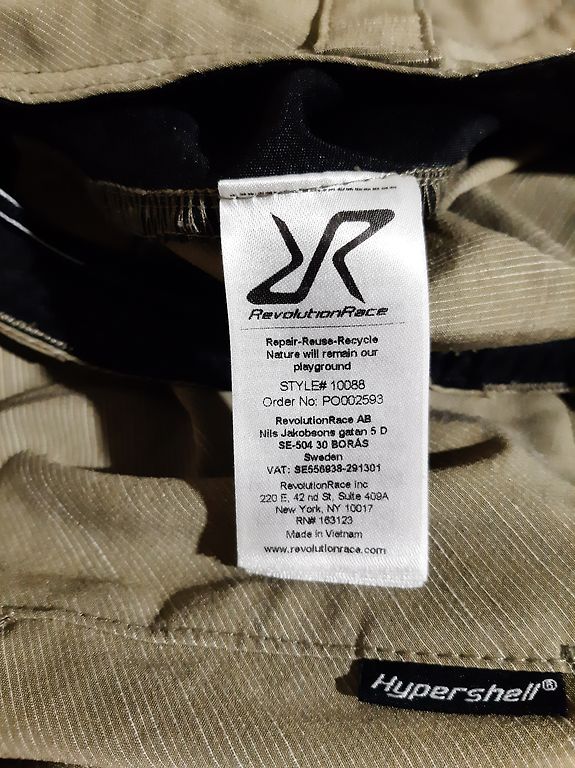 RevolutionRace
Repair-Reuse-Recycle
Nature will remain our
playground
STYLE# 10088
Order No: PO002593
RevolutionRace AB
Nils Jakobsons gatan 5 D
SE-504 30 BORÅS
Sweden
VAT: SE556938-291301
RevolutionRace Inc
220 E, 42 nd St, Suite 409A
New York, NY 10017
RN# 163123
Made in Vietnam
www.revolutionrace.com
Hypershell®